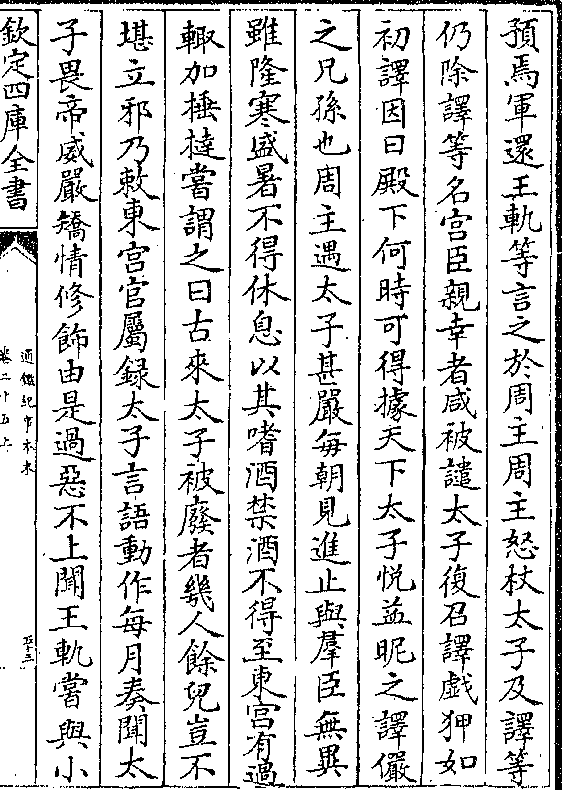 預焉軍還王軌等言之於周主周主怒杖太子及譯等
仍除譯等名宫臣親幸者咸被譴太子復召譯戲狎如
初譯因曰殿下何時可得據天下太子悦益昵之譯儼
之兄孫也周主遇太子甚嚴每朝見進止與羣臣無異
雖隆寒盛暑不得休息以其嗜酒禁酒不得至東宫有過
輙加捶撻嘗謂之曰古來太子被廢者幾人餘兒豈不
堪立邪乃敕東宫官屬録太子言語動作每月奏聞太
子畏帝威嚴矯情修飾由是過惡不上聞王軌嘗與小
欽定四庫全書
通鑑紀事本末
卷二十五上
五十三